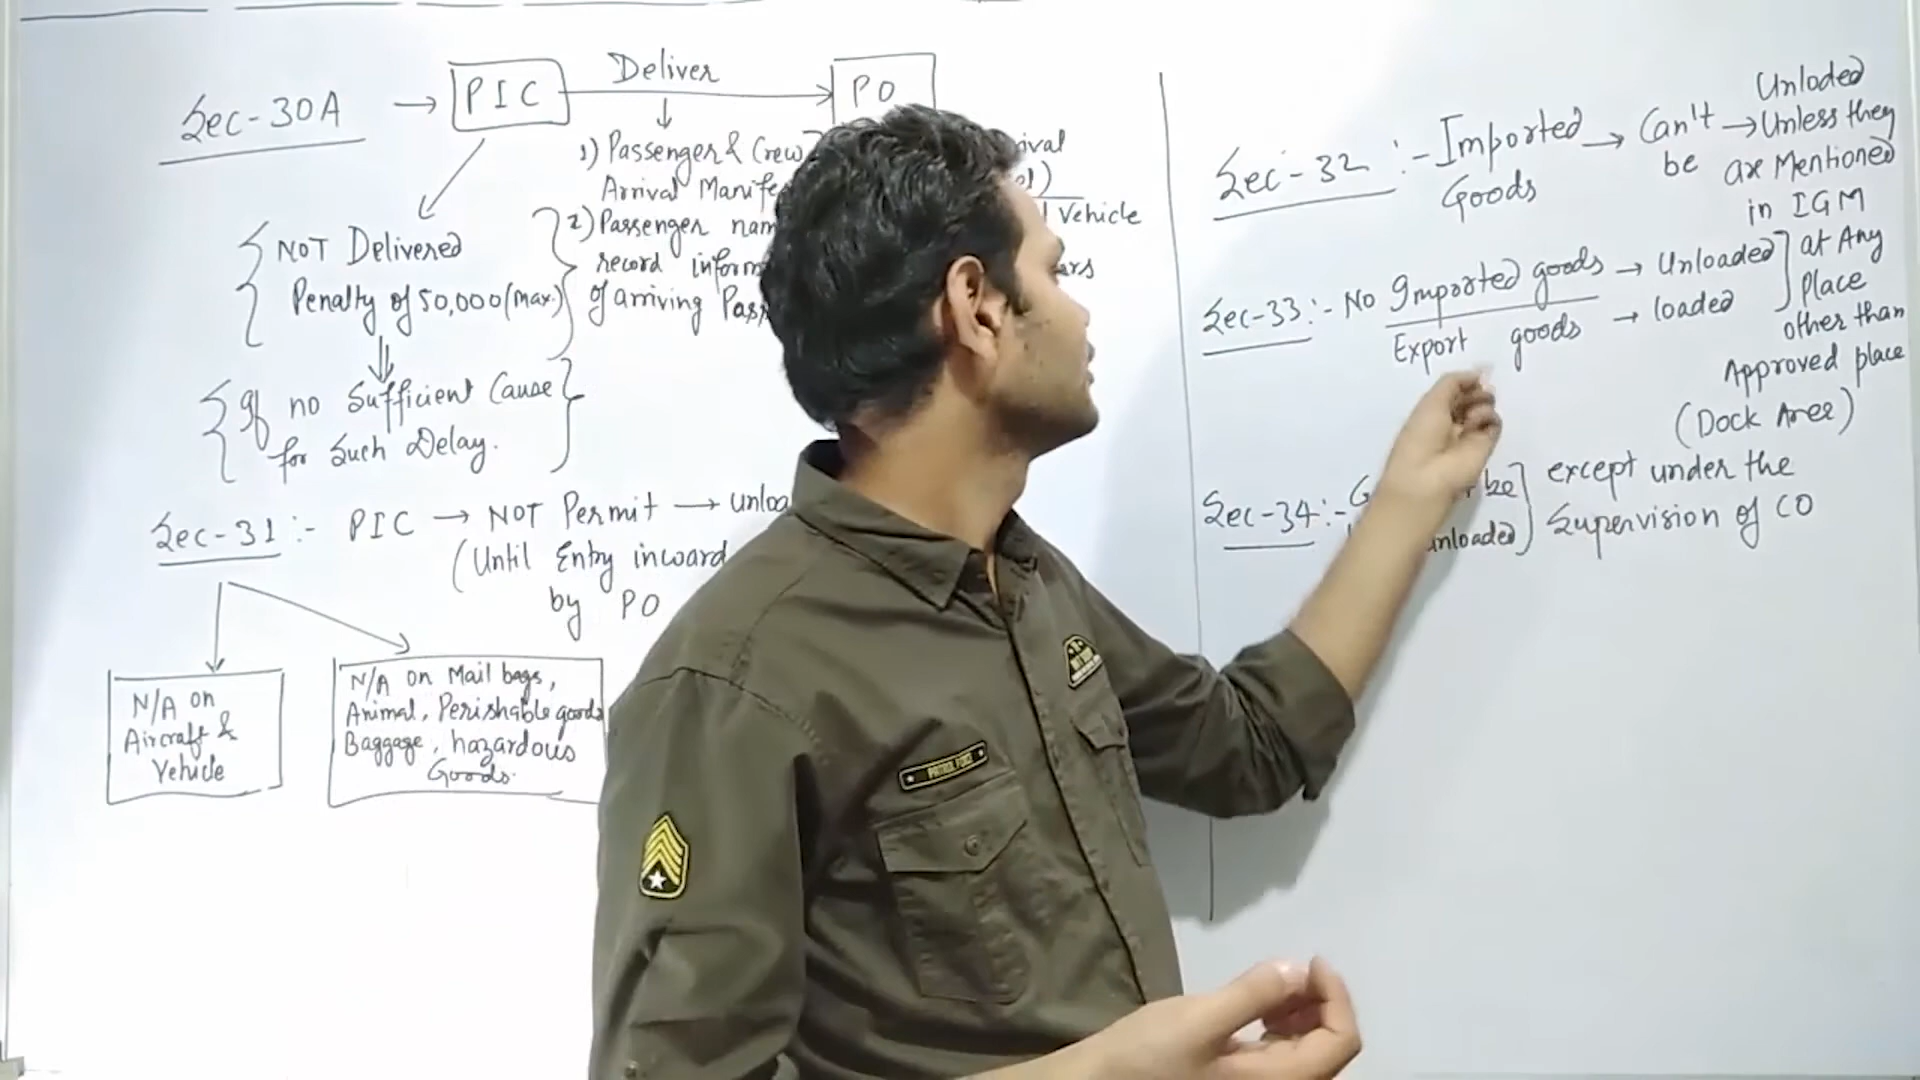 Sec-30A → PIC Deliver → PO
1) Passenger & Crew
Arrival Manife
2) Passenger nam
record inform
of arriving Pass
ival
Vehicle
ers
NOT Delivered
Penalty of 50,000 (Max.)
If no Sufficient Cause
for Such Delay.
Sec-31 :- PIC → NOT Permit → unloa
(Until Entry inward
by PO
N/A on
Aircraft &
Vehicle
N/A on Mail bags,
Animal, Perishable goods
Baggage, hazardous
Goods.
Sec-32 :- Imported Goods → Can't be → Unloded
Unless they
are Mentioned
in IGM
Sec-33 :- No Imported goods → Unloaded
Export goods → loaded
at Any
Place
other than
Approved place
(Dock Area)
Sec-34 :- G be
unloaded
except under the
Supervision of CO
PATROL FORCE